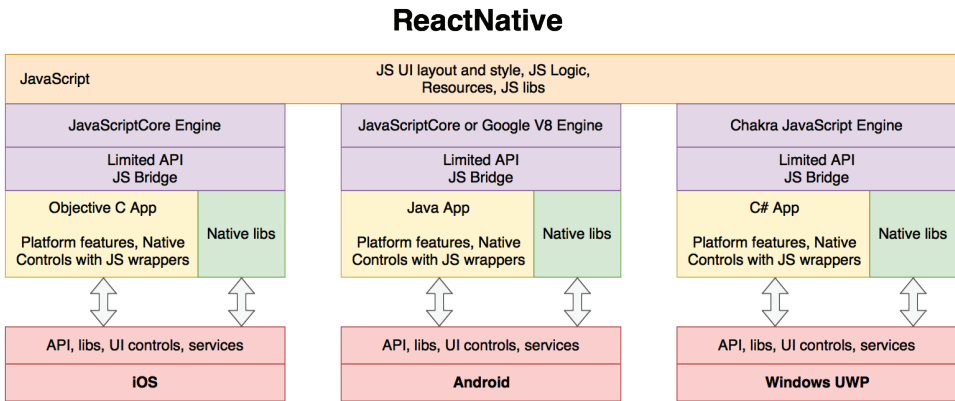 ReactNative
JavaScript
JS UI layout and style, JS Logic,
Resources, JS libs
JavaScriptCore Engine
JavaScriptCore or Google V8 Engine
Chakra JavaScript Engine
Limited API
JS Bridge
Limited API
JS Bridge
Limited API
JS Bridge
Objective C App
Platform features, Native
Controls with JS wrappers
Native libs
Java App
Platform features, Native
Controls with JS wrappers
Native libs
C# App
Platform features, Native
Controls with JS wrappers
Native libs
API, libs, UI controls, services
API, libs, UI controls, services
API, libs, UI controls, services
iOS
Android
Windows UWP